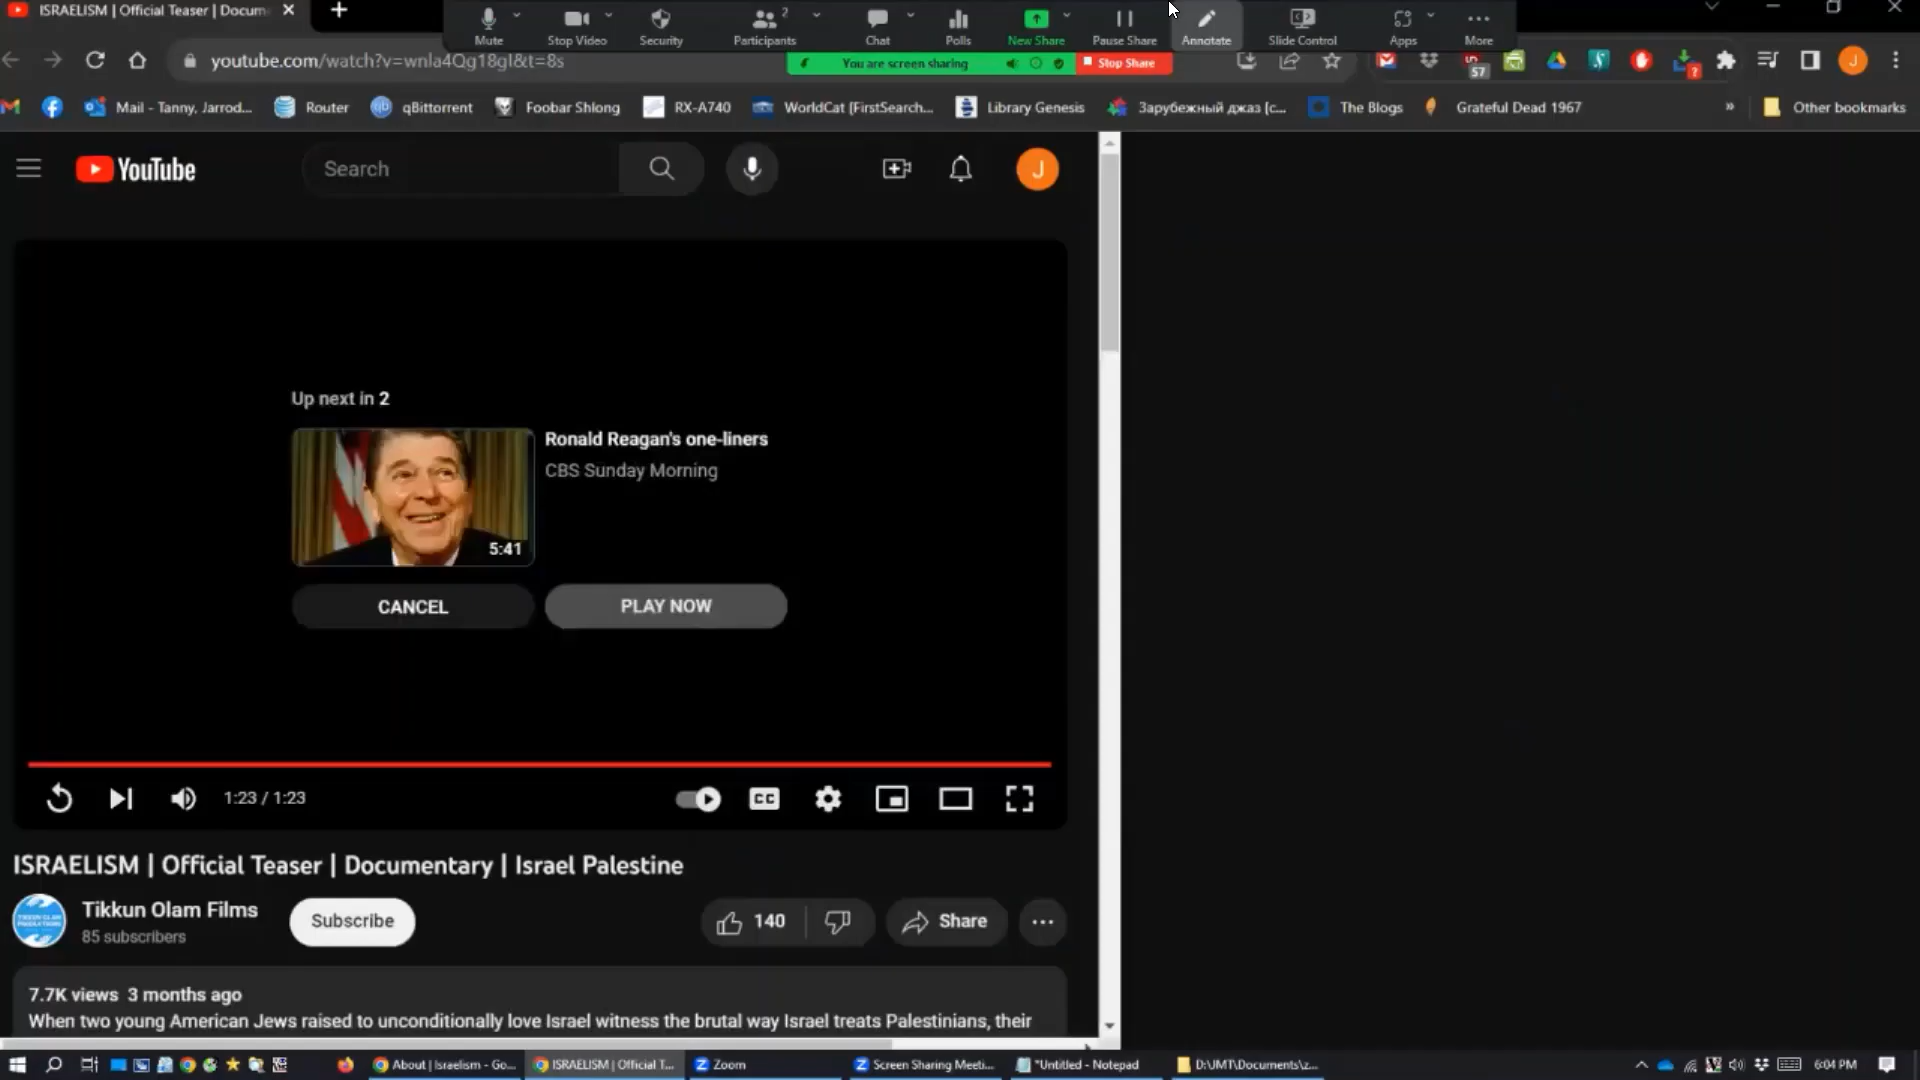 ISRAELISM | Official Teaser | Docum
Mute
Stop Video
Security
Participants
2
Chat
Polls
New Share
Pause Share
Annotate
Slide Control
Apps
More
youtube.com/watch?v=wnla4Qg18gI&t=8s
You are screen sharing
Stop Share
57
J
Mail - Tanny, Jarrod...
Router
qBittorrent
Foobar Shlong
RX-A740
WorldCat (FirstSearch...
Library Genesis
Зарубежный джаз [с...
The Blogs
Grateful Dead 1967
»
Other bookmarks
YouTube
Search
J
Up next in 2
Ronald Reagan's one-liners
CBS Sunday Morning
5:41
CANCEL
PLAY NOW
1:23 / 1:23
CC
ISRAELISM | Official Teaser | Documentary | Israel Palestine
Tikkun Olam Films
85 subscribers
Subscribe
140
Share
7.7K views 3 months ago
When two young American Jews raised to unconditionally love Israel witness the brutal way Israel treats Palestinians, their
About | Israelism - Go...
ISRAELISM | Official T...
Zoom
Screen Sharing Meeti...
*Untitled - Notepad
D:\JMT\Documents\z...
6:04 PM